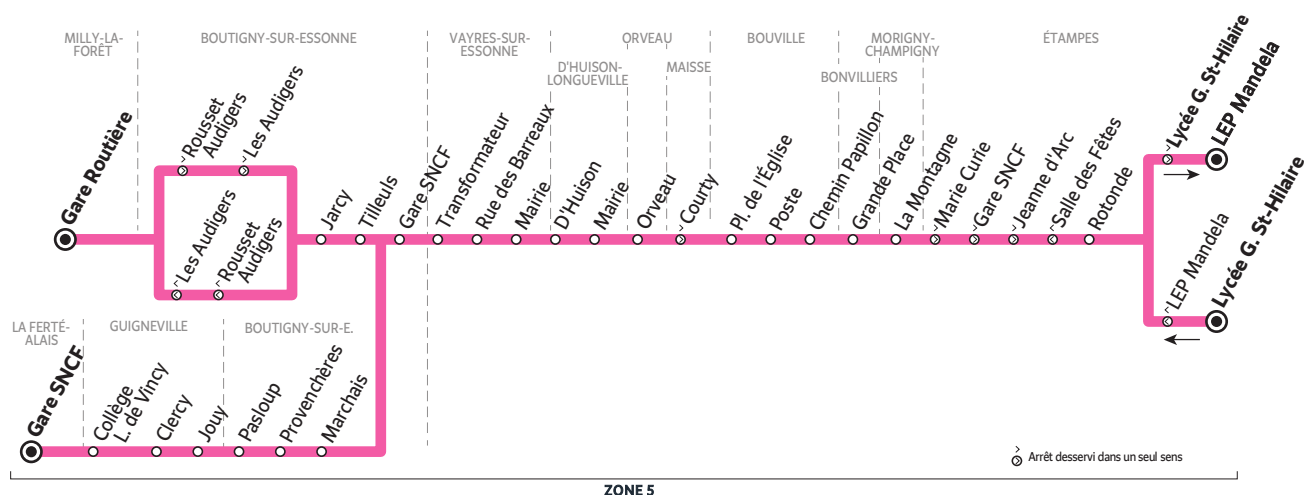 MILLY-LA-
FORÊT
BOUTIGNY-SUR-ESSONNE
VAYRES-SUR-
ESSONNE
ORVEAU
BOUVILLE
MORIGNY-
CHAMPIGNY
ÉTAMPES
D'HUISON-
LONGUEVILLE
MAISSE
BONVILLIERS
Gare Routière
Rousset
Audigers
Les Audigers
Les Audigers
Rousset
Audigers
Jarcy
Tilleuls
Gare SNCF
Transformateur
Rue des Barreaux
Mairie
D'Huison
Mairie
Orveau
Courty
Pl. de l'Église
Poste
Chemin Papillon
Grande Place
La Montagne
Marie Curie
Gare SNCF
Jeanne d'Arc
Salle des Fêtes
Rotonde
Lycée G. St-Hilaire
LEP Mandela
LEP Mandela
Lycée G. St-Hilaire
LA FERTÉ-
ALAIS
GUIGNEVILLE
BOUTIGNY-SUR-E.
Gare SNCF
Collège
L. de Vincy
Clercy
Jouy
Pasloup
Provenchères
Marchais
Arrêt desservi dans un seul sens
ZONE 5